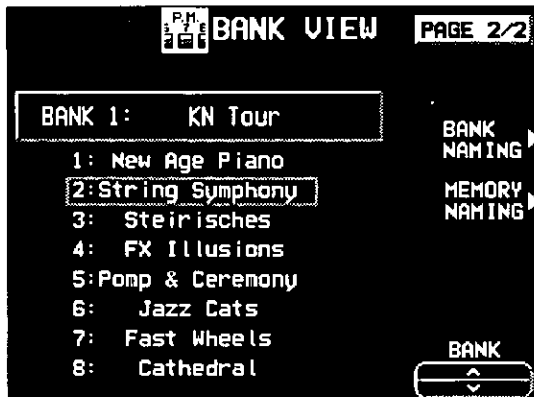 P.M. BANK VIEW PAGE 2/2
BANK 1: KN Tour
1: New Age Piano
2:String Symphony
3: Steirisches
4: FX Illusions
5:Pomp & Ceremony
6: Jazz Cats
7: Fast Wheels
8: Cathedral
BANK
NAMING
MEMORY
NAMING
BANK